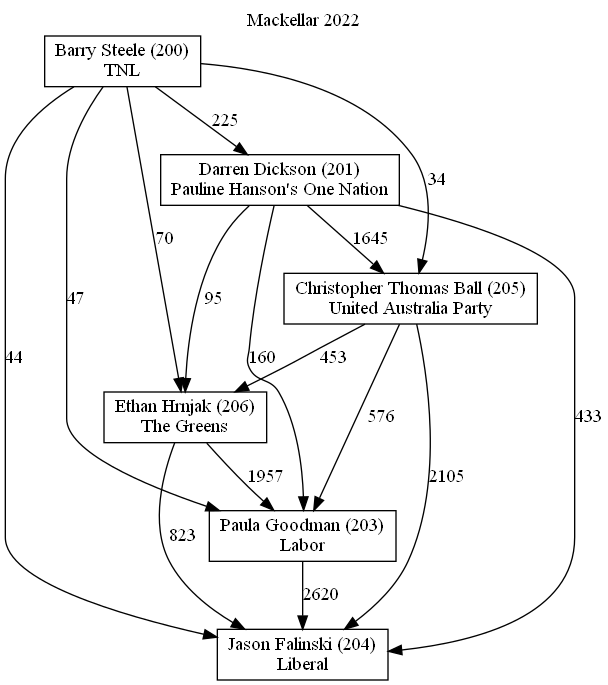 Mackellar 2022
Barry Steele (200)
TNL
225
Darren Dickson (201)
Pauline Hanson's One Nation
34
70
1645
Christopher Thomas Ball (205)
United Australia Party
47
95
44
160
453
433
Ethan Hrnjak (206)
The Greens
576
1957
2105
823
Paula Goodman (203)
Labor
2620
Jason Falinski (204)
Liberal